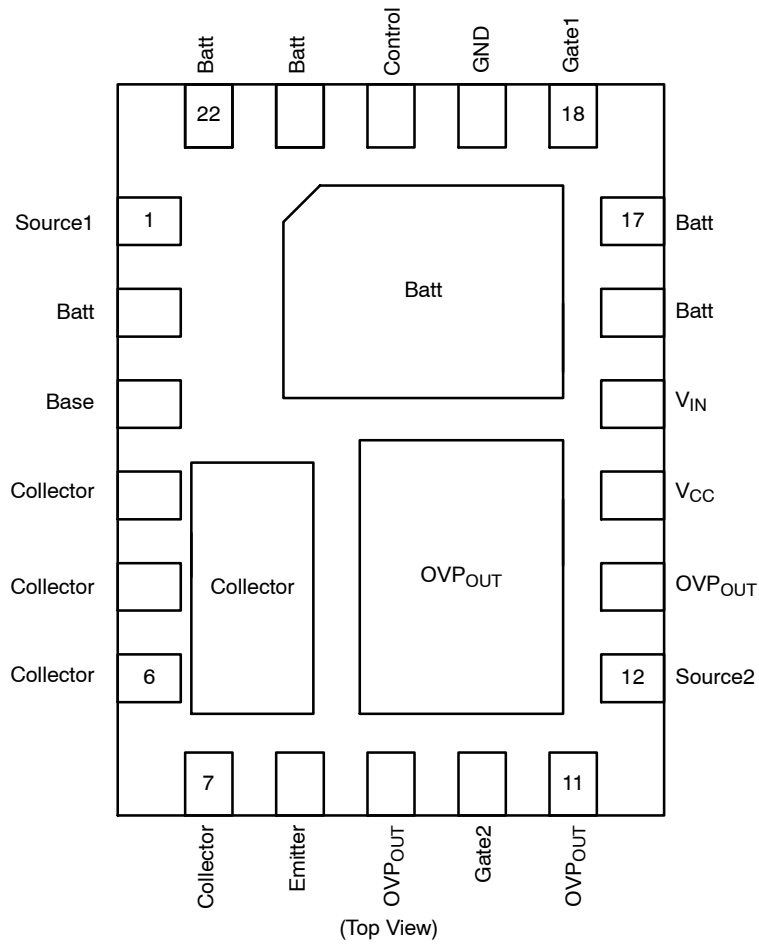 Batt
Batt
Control
GND
Gate1
22
18
Source1
1
17
Batt
Batt
Batt
Batt
Base
VIN
Collector
VCC
Collector
Collector
OVPOUT
OVPOUT
Collector
6
12
Source2
7
11
Collector
Emitter
OVPOUT
Gate2
OVPOUT
(Top View)